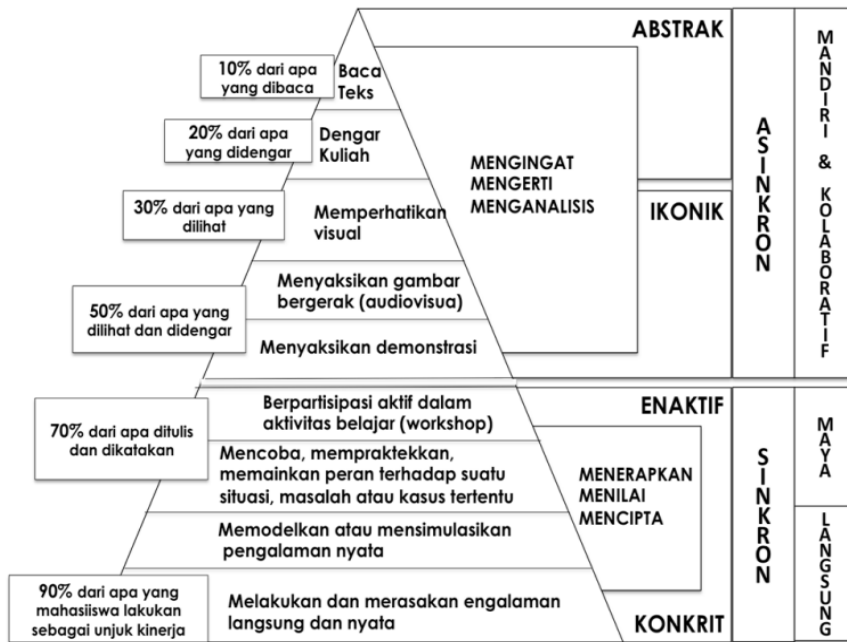 ABSTRAK
10% dari apa
yang dibaca
Baca
Teks
20% dari apa
yang didengar
Dengar
Kuliah
MENGINGAT
MENGERTI
MENGANALISIS
30% dari apa yang
dilihat
Memperhatikan
visual
IKONIK
50% dari apa yang
dilihat dan didengar
Menyaksikan gambar
bergerak (audiovisua)
Menyaksikan demonstrasi
ASINKRON
MANDIRI & KOLABORATIF
70% dari apa ditulis
dan dikatakan
Berpartisipasi aktif dalam
aktivitas belajar (workshop)
ENAKTIF
Mencoba, mempraktekkan,
memainkan peran terhadap suatu
situasi, masalah atau kasus tertentu
MENERAPKAN
MENILAI
MENCIPTA
Memodelkan atau mensimulasikan
pengalaman nyata
90% dari apa yang
mahasiiswa lakukan
sebagai unjuk kinerja
Melakukan dan merasakan engalaman
langsung dan nyata
KONKRIT
SINKRON
MAYA
LANGSUNG